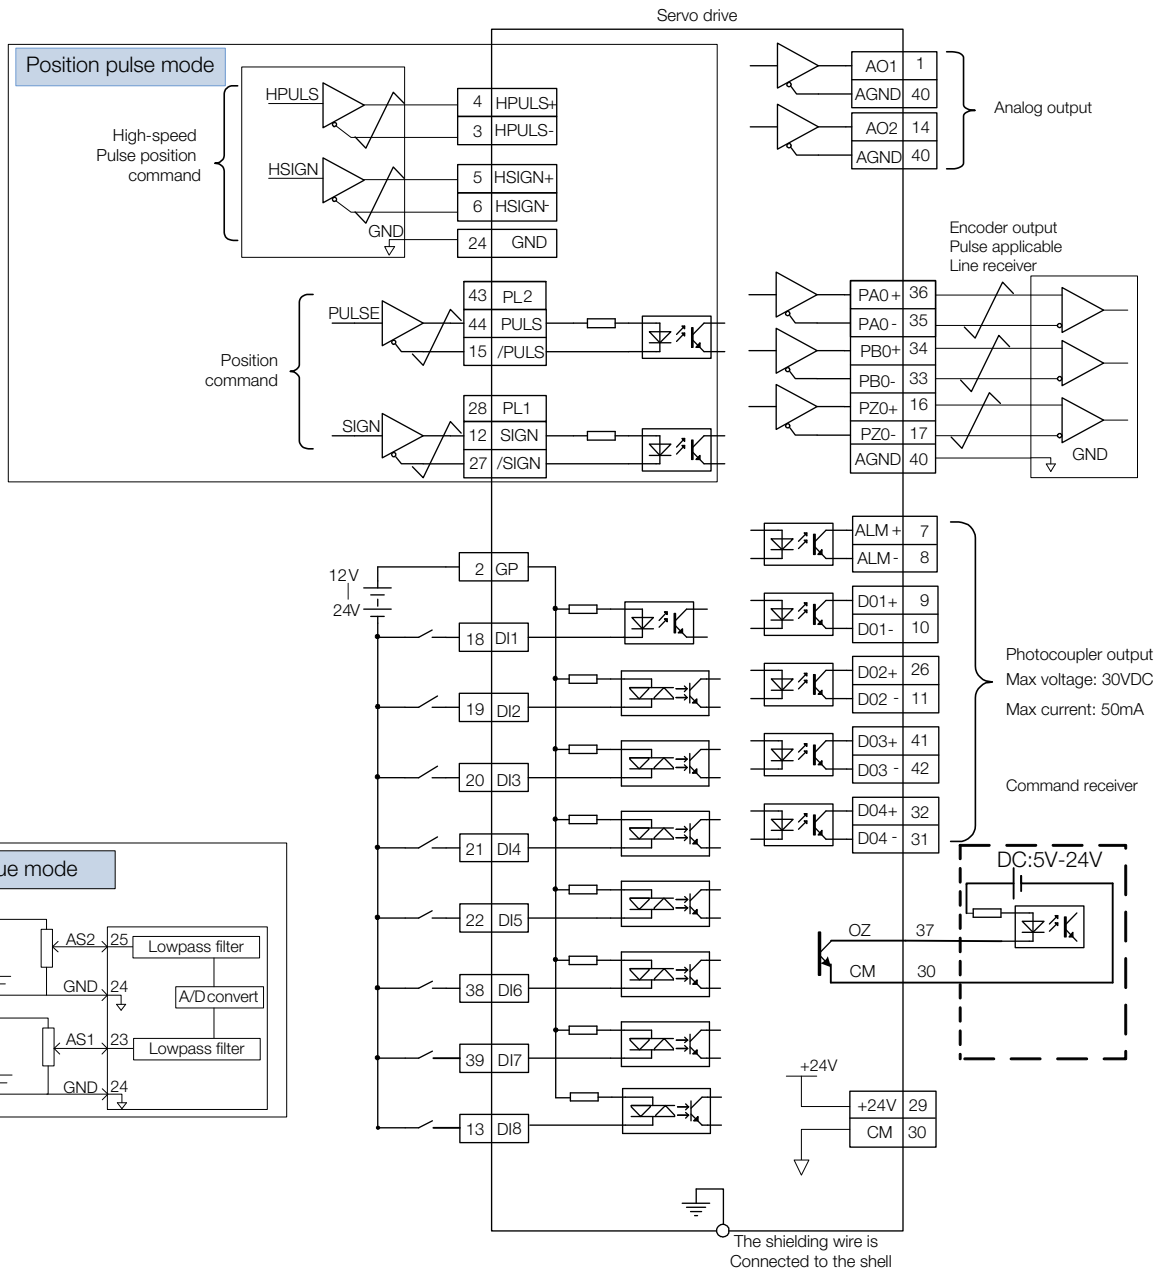 Servo drive
Position pulse mode
High-speed
Pulse position
command
HPULS
4 HPULS+
3 HPULS-
HSIGN
5 HSIGN+
6 HSIGN-
GND
24 GND
Position
command
PULSE
43 PL2
44 PULS
15 /PULS
SIGN
28 PL1
12 SIGN
27 /SIGN
AO1 1
AGND 40
AO2 14
AGND 40
Analog output
Encoder output
Pulse applicable
Line receiver
PA0+ 36
PA0- 35
PB0+ 34
PB0- 33
PZ0+ 16
PZ0- 17
AGND 40
GND
12V
24V
2 GP
18 DI1
19 DI2
20 DI3
21 DI4
22 DI5
38 DI6
39 DI7
13 DI8
ALM+ 7
ALM- 8
D01+ 9
D01- 10
D02+ 26
D02 - 11
D03+ 41
D03 - 42
D04+ 32
D04 - 31
Photocoupler output
Max voltage: 30VDC
Max current: 50mA
Command receiver
DC:5V-24V
OZ 37
CM 30
+24V
+24V 29
CM 30
ue mode
AS2 25
Lowpass filter
GND 24
A/D convert
AS1 23
Lowpass filter
GND 24
The shielding wire is
Connected to the shell